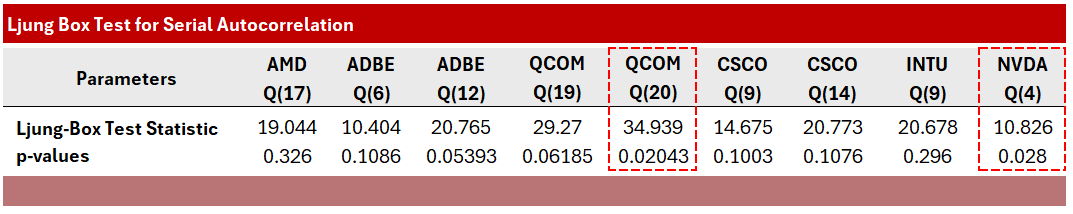 Ljung Box Test for Serial Autocorrelation
Parameters AMD Q(17) ADBE Q(6) ADBE Q(12) QCOM Q(19) QCOM Q(20) CSCO Q(9) CSCO Q(14) INTU Q(9) NVDA Q(4)
Ljung-Box Test Statistic 19.044 10.404 20.765 29.27 34.939 14.675 20.773 20.678 10.826
p-values 0.326 0.1086 0.05393 0.06185 0.02043 0.1003 0.1076 0.296 0.028